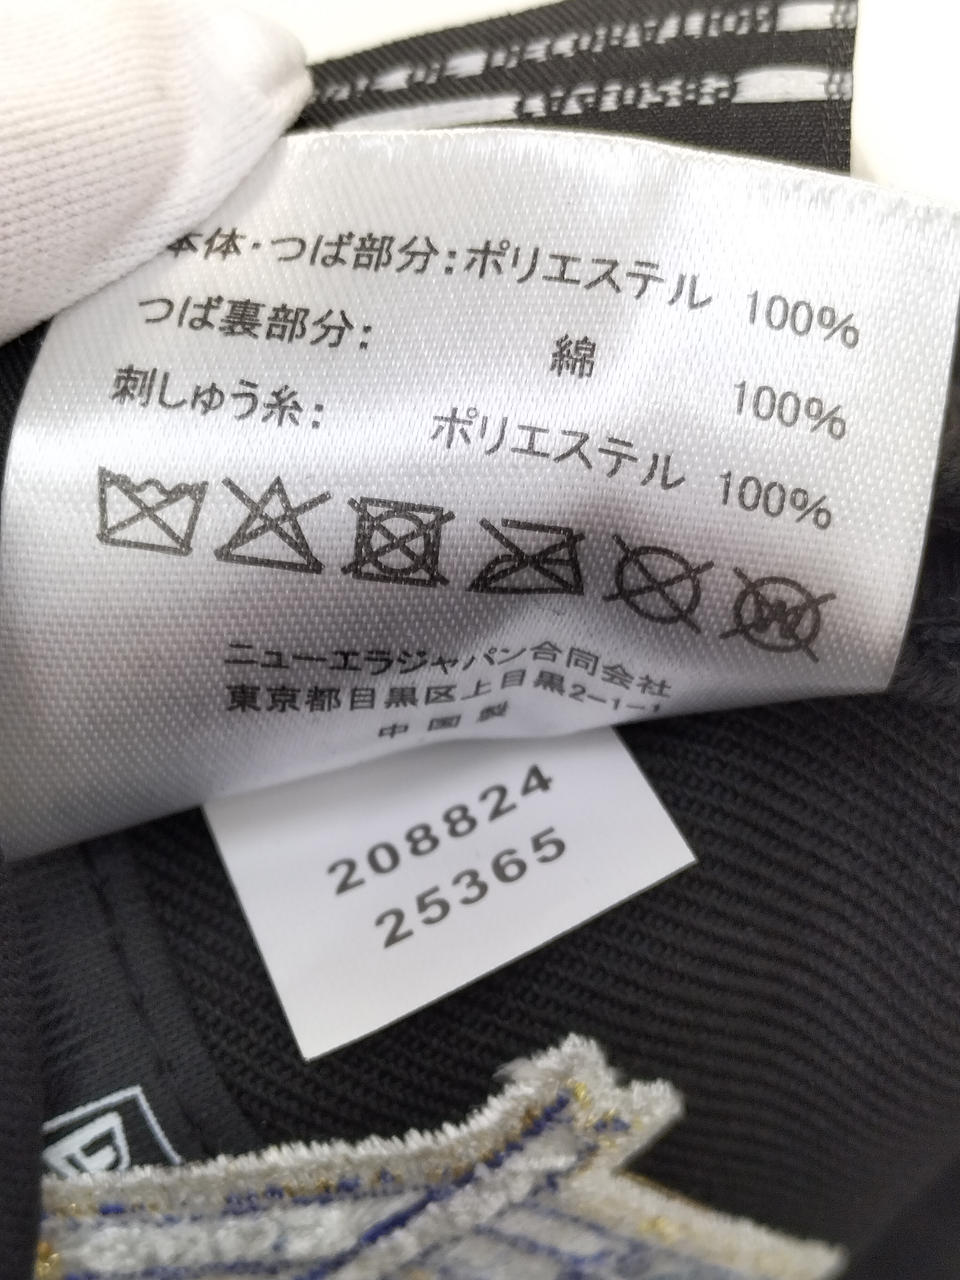 本体・つば部分：ポリエステル 100%
つば裏部分： 綿 100%
刺しゅう糸： ポリエステル 100%
ニューエラジャパン合同会社
東京都目黒区上目黒2-1-1
中国製
208824
25365